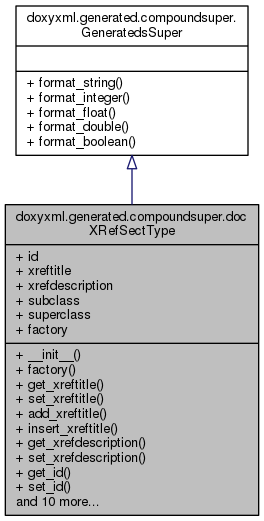 doxyxml.generated.compoundsuper.
GeneratedsSuper
+ format_string()
+ format_integer()
+ format_float()
+ format_double()
+ format_boolean()
doxyxml.generated.compoundsuper.doc
XRefSectType
+ id
+ xreftitle
+ xrefdescription
+ subclass
+ superclass
+ factory
+ __init__()
+ factory()
+ get_xreftitle()
+ set_xreftitle()
+ add_xreftitle()
+ insert_xreftitle()
+ get_xrefdescription()
+ set_xrefdescription()
+ get_id()
+ set_id()
and 10 more...